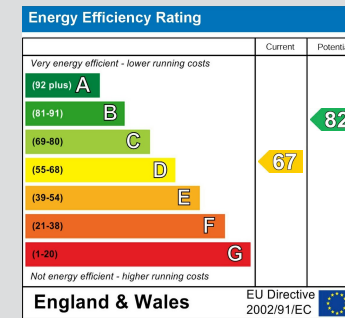 Energy Efficiency Rating
Current Potentia
Very energy efficient - lower running costs
(92 plus) A
(81-91) B
82
(69-80) C
(55-68) D
67
(39-54) E
(21-38) F
(1-20) G
Not energy efficient - higher running costs
England & Wales
EU Directive
2002/91/EC